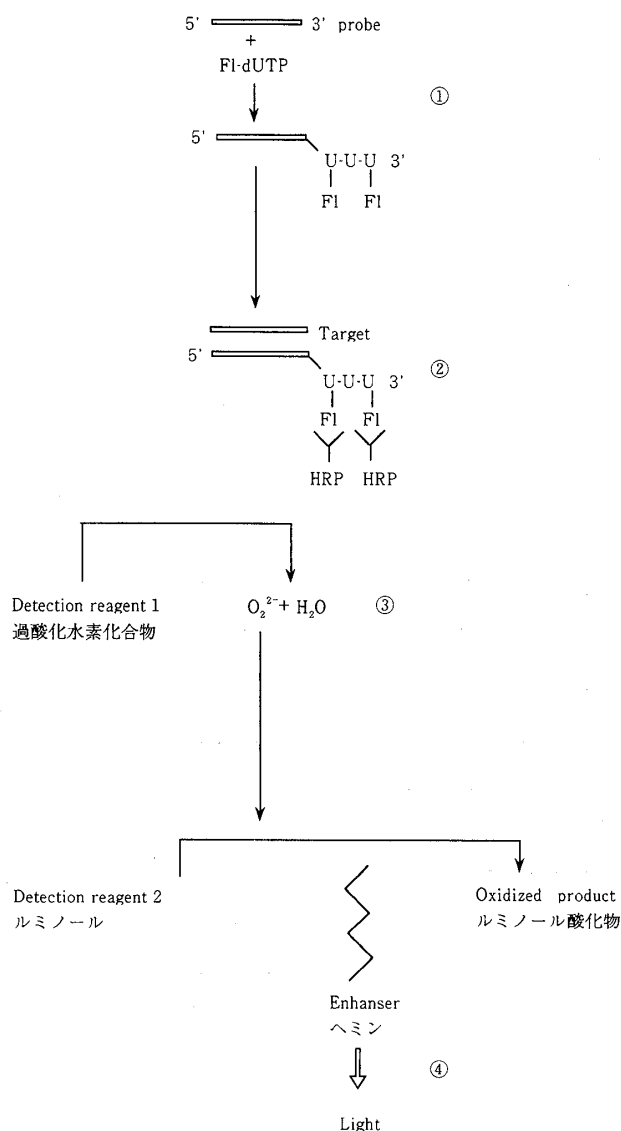 5' 3' probe
+
Fl-dUTP
①
5'
U-U-U 3'
Fl Fl
Target
5'
②
U-U-U 3'
Fl Fl
HRP HRP
Detection reagent 1
過酸化水素化合物
O₂²⁻+ H₂O ③
Detection reagent 2
ルミノール
Oxidized product
ルミノール酸化物
Enhanser
ヘミン
④
Light